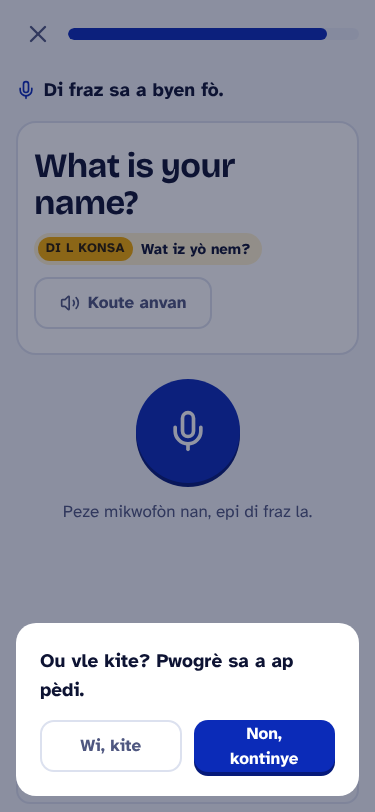 Di fraz sa a byen fò.
What is your
name?
DI L KONSA Wat iz yò nem?
Koute anvan
Peze mikwofòn nan, epi di fraz la.
Ou vle kite? Pwogrè sa a ap
pèdi.
Wi, kite
Non,
kontinye